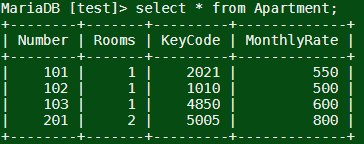 MariaDB [test]> select * from Apartment;
+--------+-------+---------+-------------+
| Number | Rooms | KeyCode | MonthlyRate |
+--------+-------+---------+-------------+
|    101 |     1 |    2021 |         550 |
|    102 |     1 |    1010 |         500 |
|    103 |     1 |    4850 |         600 |
|    201 |     2 |    5005 |         800 |
+--------+-------+---------+-------------+